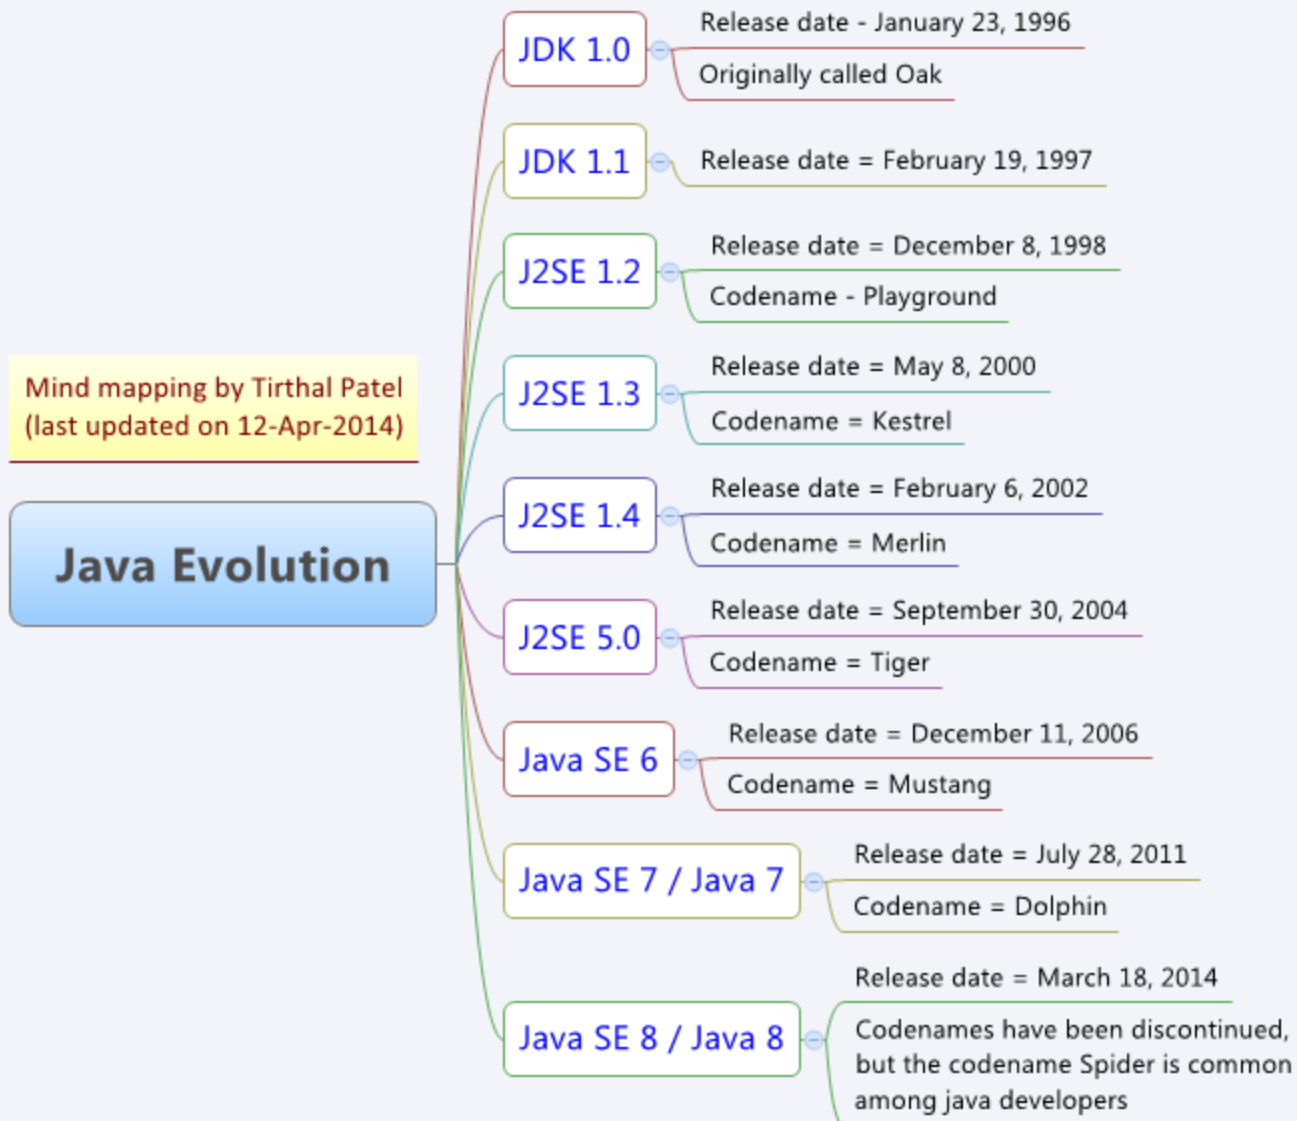 Mind mapping by Tirthal Patel
(last updated on 12-Apr-2014)
Java Evolution
JDK 1.0
Release date - January 23, 1996
Originally called Oak
JDK 1.1
Release date = February 19, 1997
J2SE 1.2
Release date = December 8, 1998
Codename - Playground
J2SE 1.3
Release date = May 8, 2000
Codename = Kestrel
J2SE 1.4
Release date = February 6, 2002
Codename = Merlin
J2SE 5.0
Release date = September 30, 2004
Codename = Tiger
Java SE 6
Release date = December 11, 2006
Codename = Mustang
Java SE 7 / Java 7
Release date = July 28, 2011
Codename = Dolphin
Java SE 8 / Java 8
Release date = March 18, 2014
Codenames have been discontinued,
but the codename Spider is common
among java developers